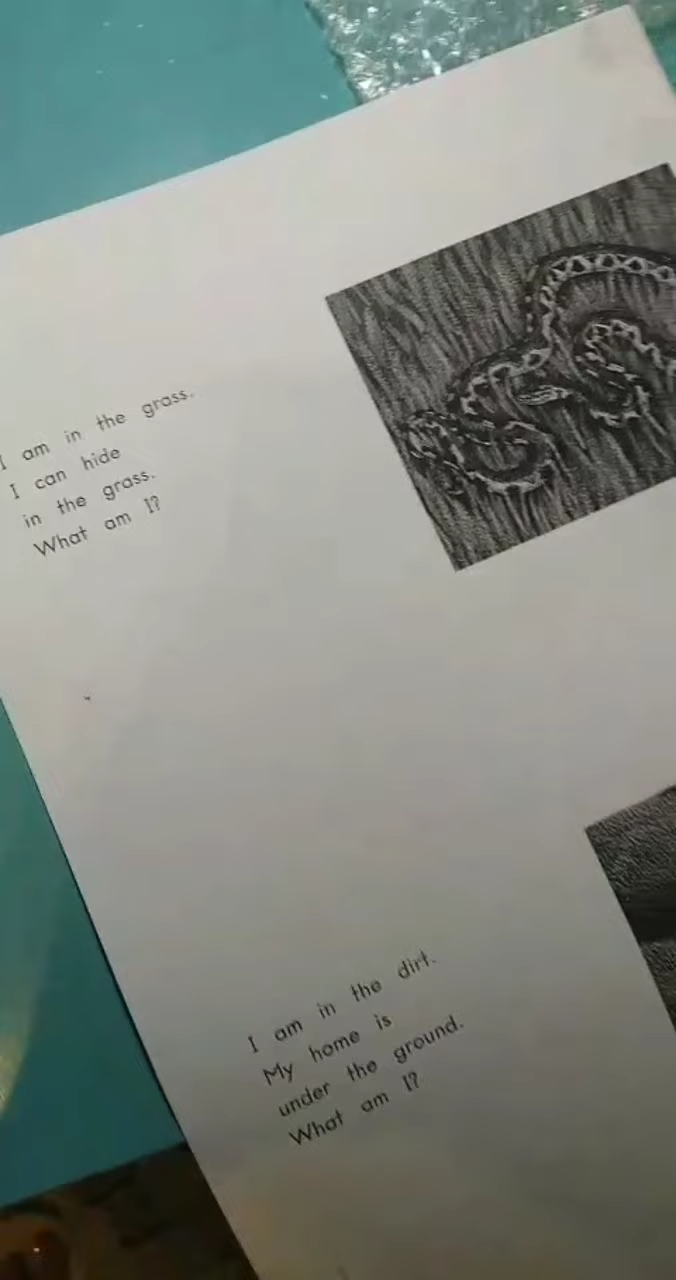 I am in the grass.
I can hide
in the grass.
What am I?
I am in the dirt.
My home is
under the ground.
What am I?